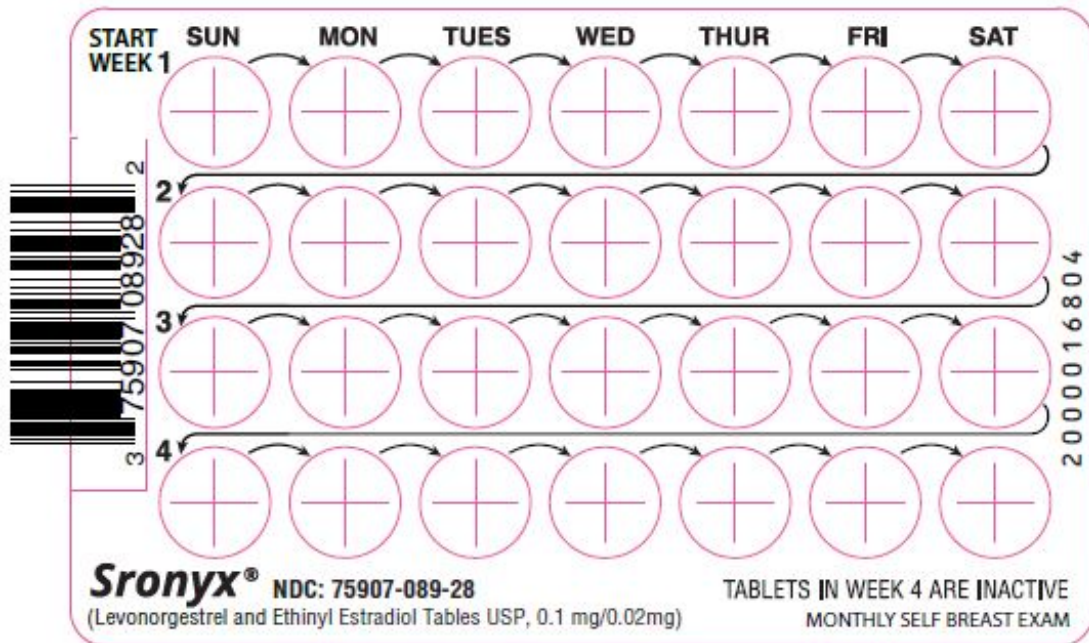 START SUN MON TUES WED THUR FRI SAT
WEEK 1
2
3
4
3 75907 08928 2
2000016804
Sronyx® NDC: 75907-089-28
(Levonorgestrel and Ethinyl Estradiol Tables USP, 0.1 mg/0.02mg)
TABLETS IN WEEK 4 ARE INACTIVE
MONTHLY SELF BREAST EXAM